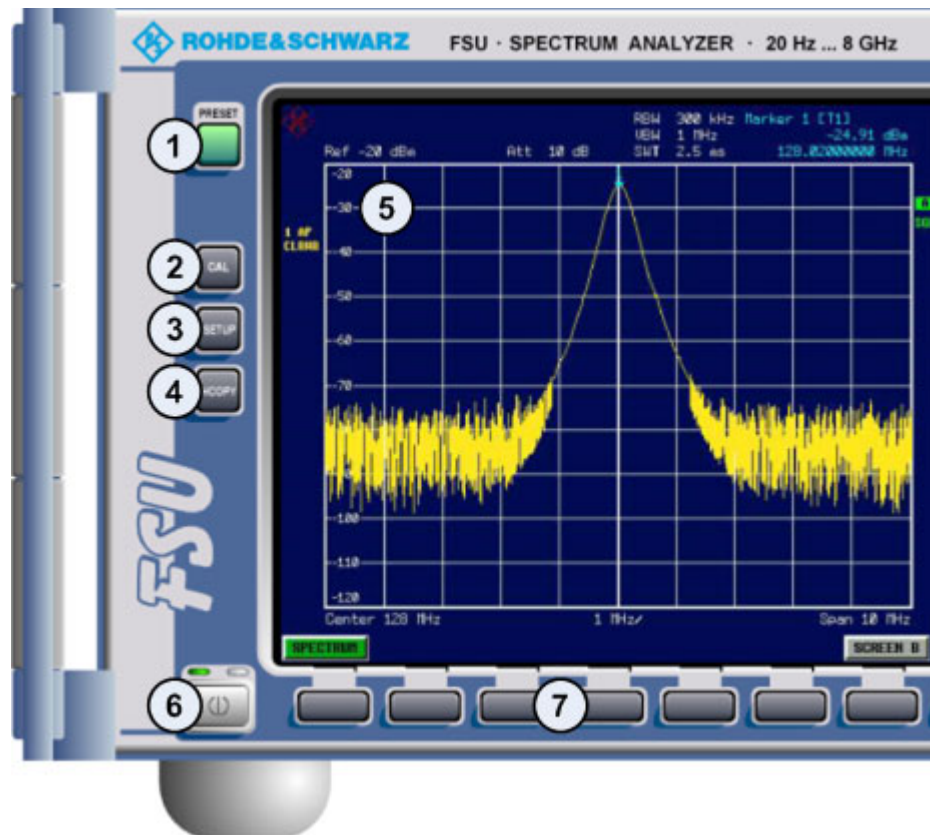 ROHDE&SCHWARZ FSU · SPECTRUM ANALYZER · 20 Hz ... 8 GHz
PRESET
1
RBW 300 kHz Marker 1 [T1]
VBW 1 MHz -24.91 dBm
Ref -20 dBm Att 10 dB SWT 2.5 ms 128.02000000 MHz
-20
5
-30
A
1 AP
CLRWR
-40
2
CAL
-50
3
SETUP
-60
4
HCOPY
-70
-100
FSU
-110
-120
Center 128 MHz 1 MHz/ Span 10 MHz
SPECTRUM SCREEN B
6
7